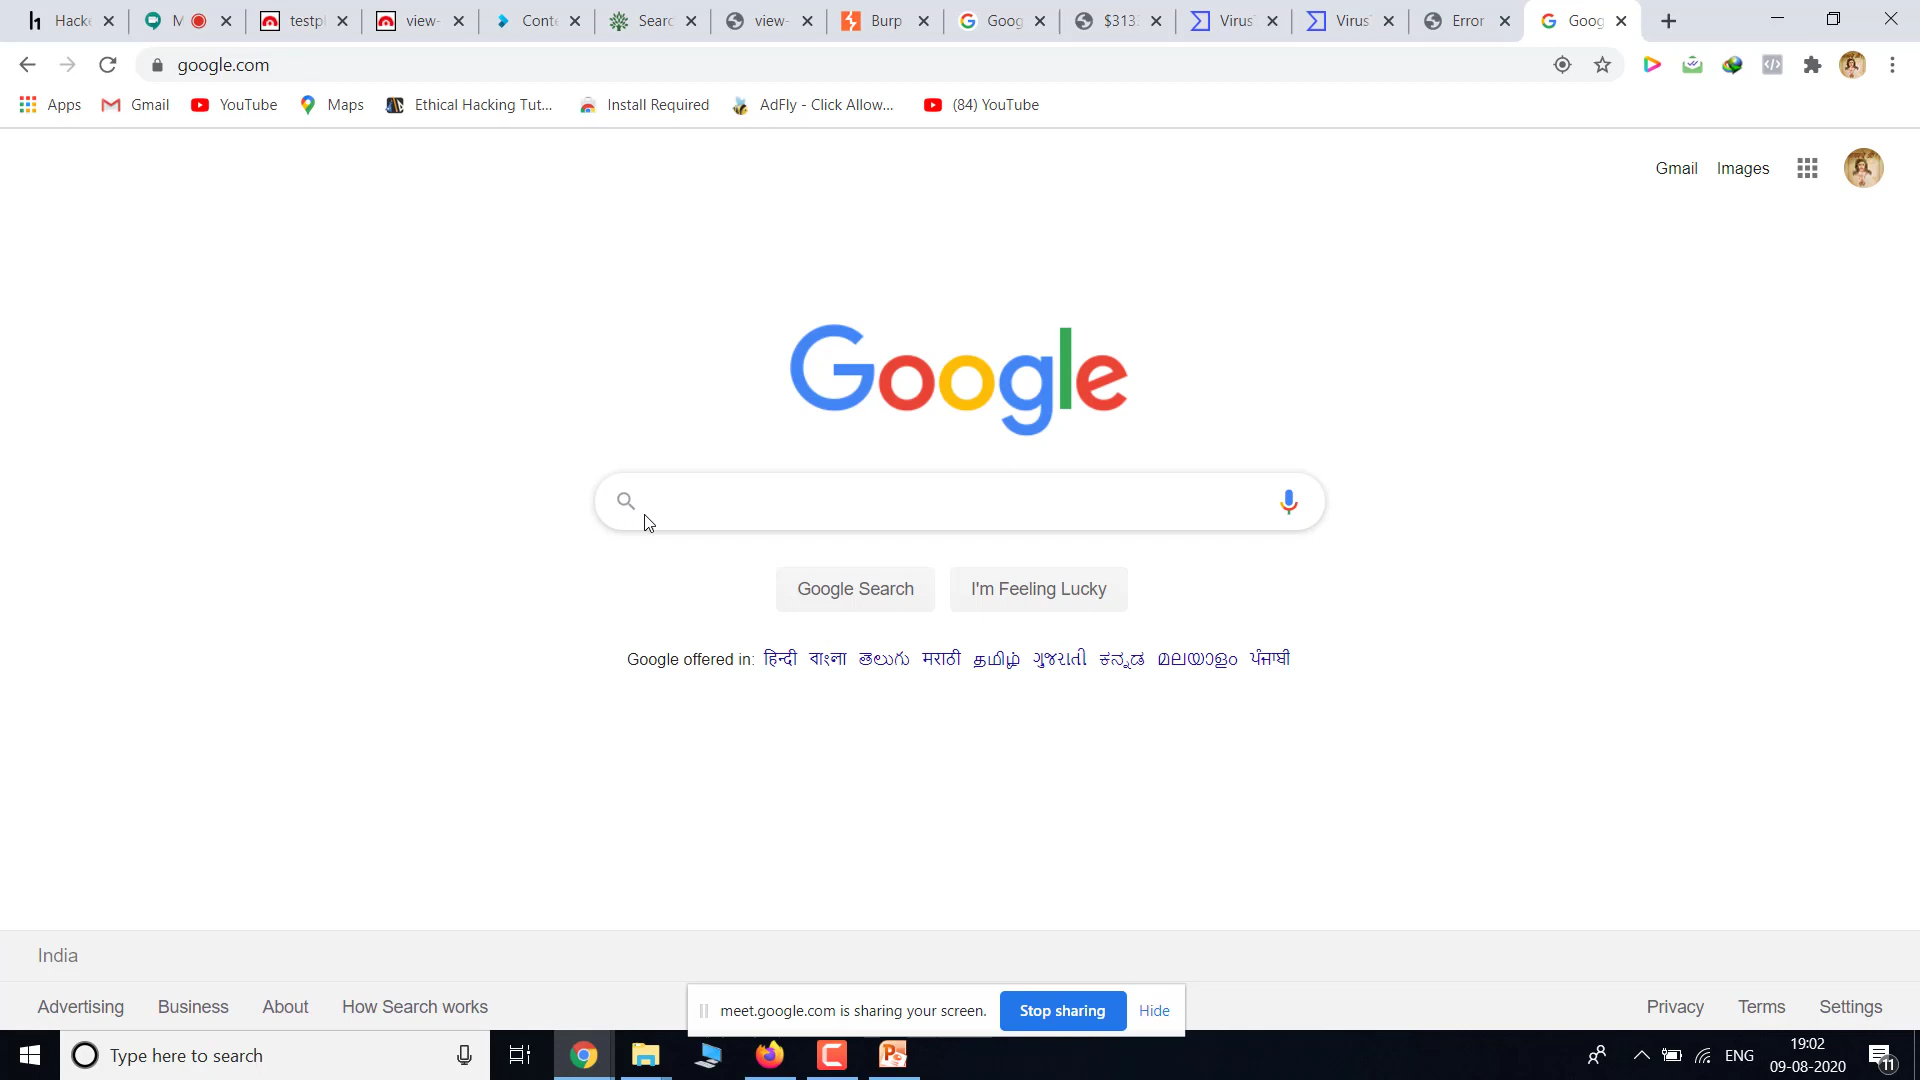 Hacke M testpl view- Conte Searc view- Burp Goog $313: Virus Virus Error Goog
google.com
Apps Gmail YouTube Maps Ethical Hacking Tut... Install Required AdFly - Click Allow... (84) YouTube
Gmail Images
Google
Google Search I'm Feeling Lucky
Google offered in: हिन्दी বাংলা తెలుగు मराठी தமிழ் ગુજરાતી ಕನ್ನಡ മലയാളം ਪੰਜਾਬੀ
India
Advertising Business About How Search works
meet.google.com is sharing your screen. Stop sharing Hide
Privacy Terms Settings
Type here to search
ENG
19:02
09-08-2020
11